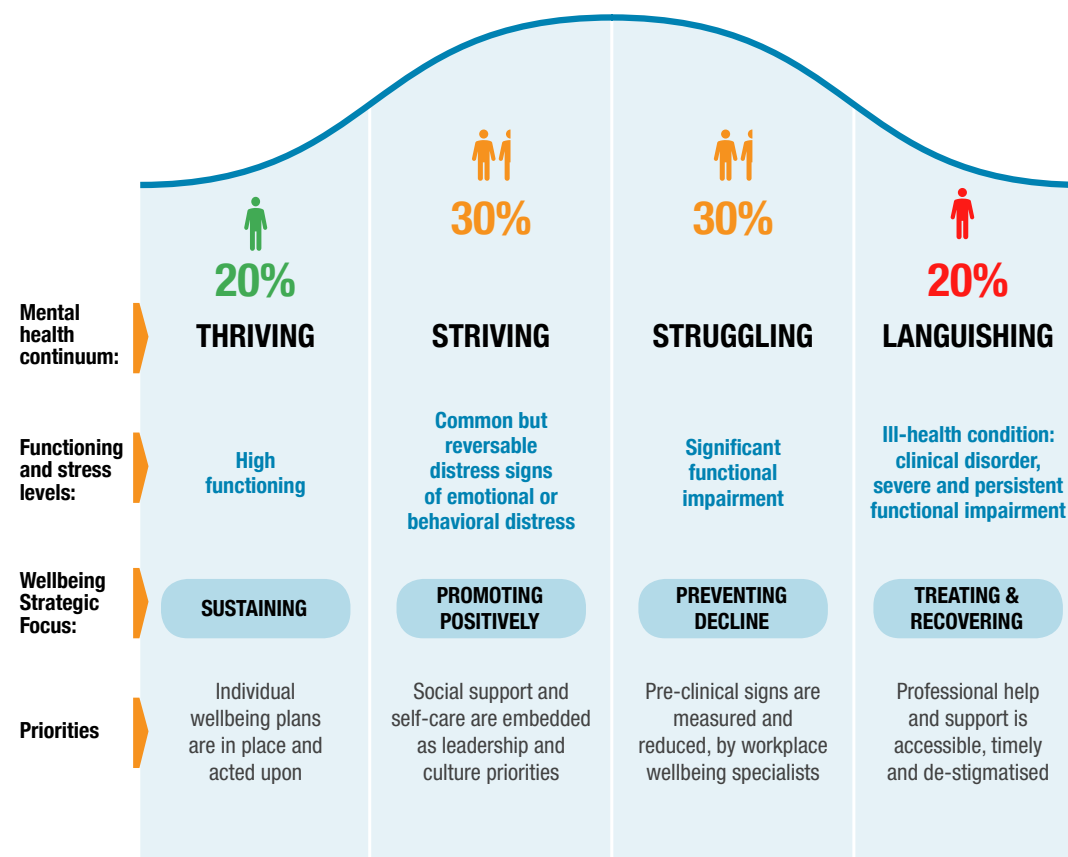 30%
30%
20%
20%
Mental
health
continuum:
THRIVING
STRIVING
STRUGGLING
LANGUISHING
Functioning
and stress
levels:
High
functioning
Common but
reversable
distress signs
of emotional or
behavioral distress
Significant
functional
impairment
Ill-health condition:
clinical disorder,
severe and persistent
functional impairment
Wellbeing
Strategic
Focus:
SUSTAINING
PROMOTING
POSITIVELY
PREVENTING
DECLINE
TREATING &
RECOVERING
Priorities
Individual
wellbeing plans
are in place and
acted upon
Social support and
self-care are embedded
as leadership and
culture priorities
Pre-clinical signs are
measured and
reduced, by workplace
wellbeing specialists
Professional help
and support is
accessible, timely
and de-stigmatised